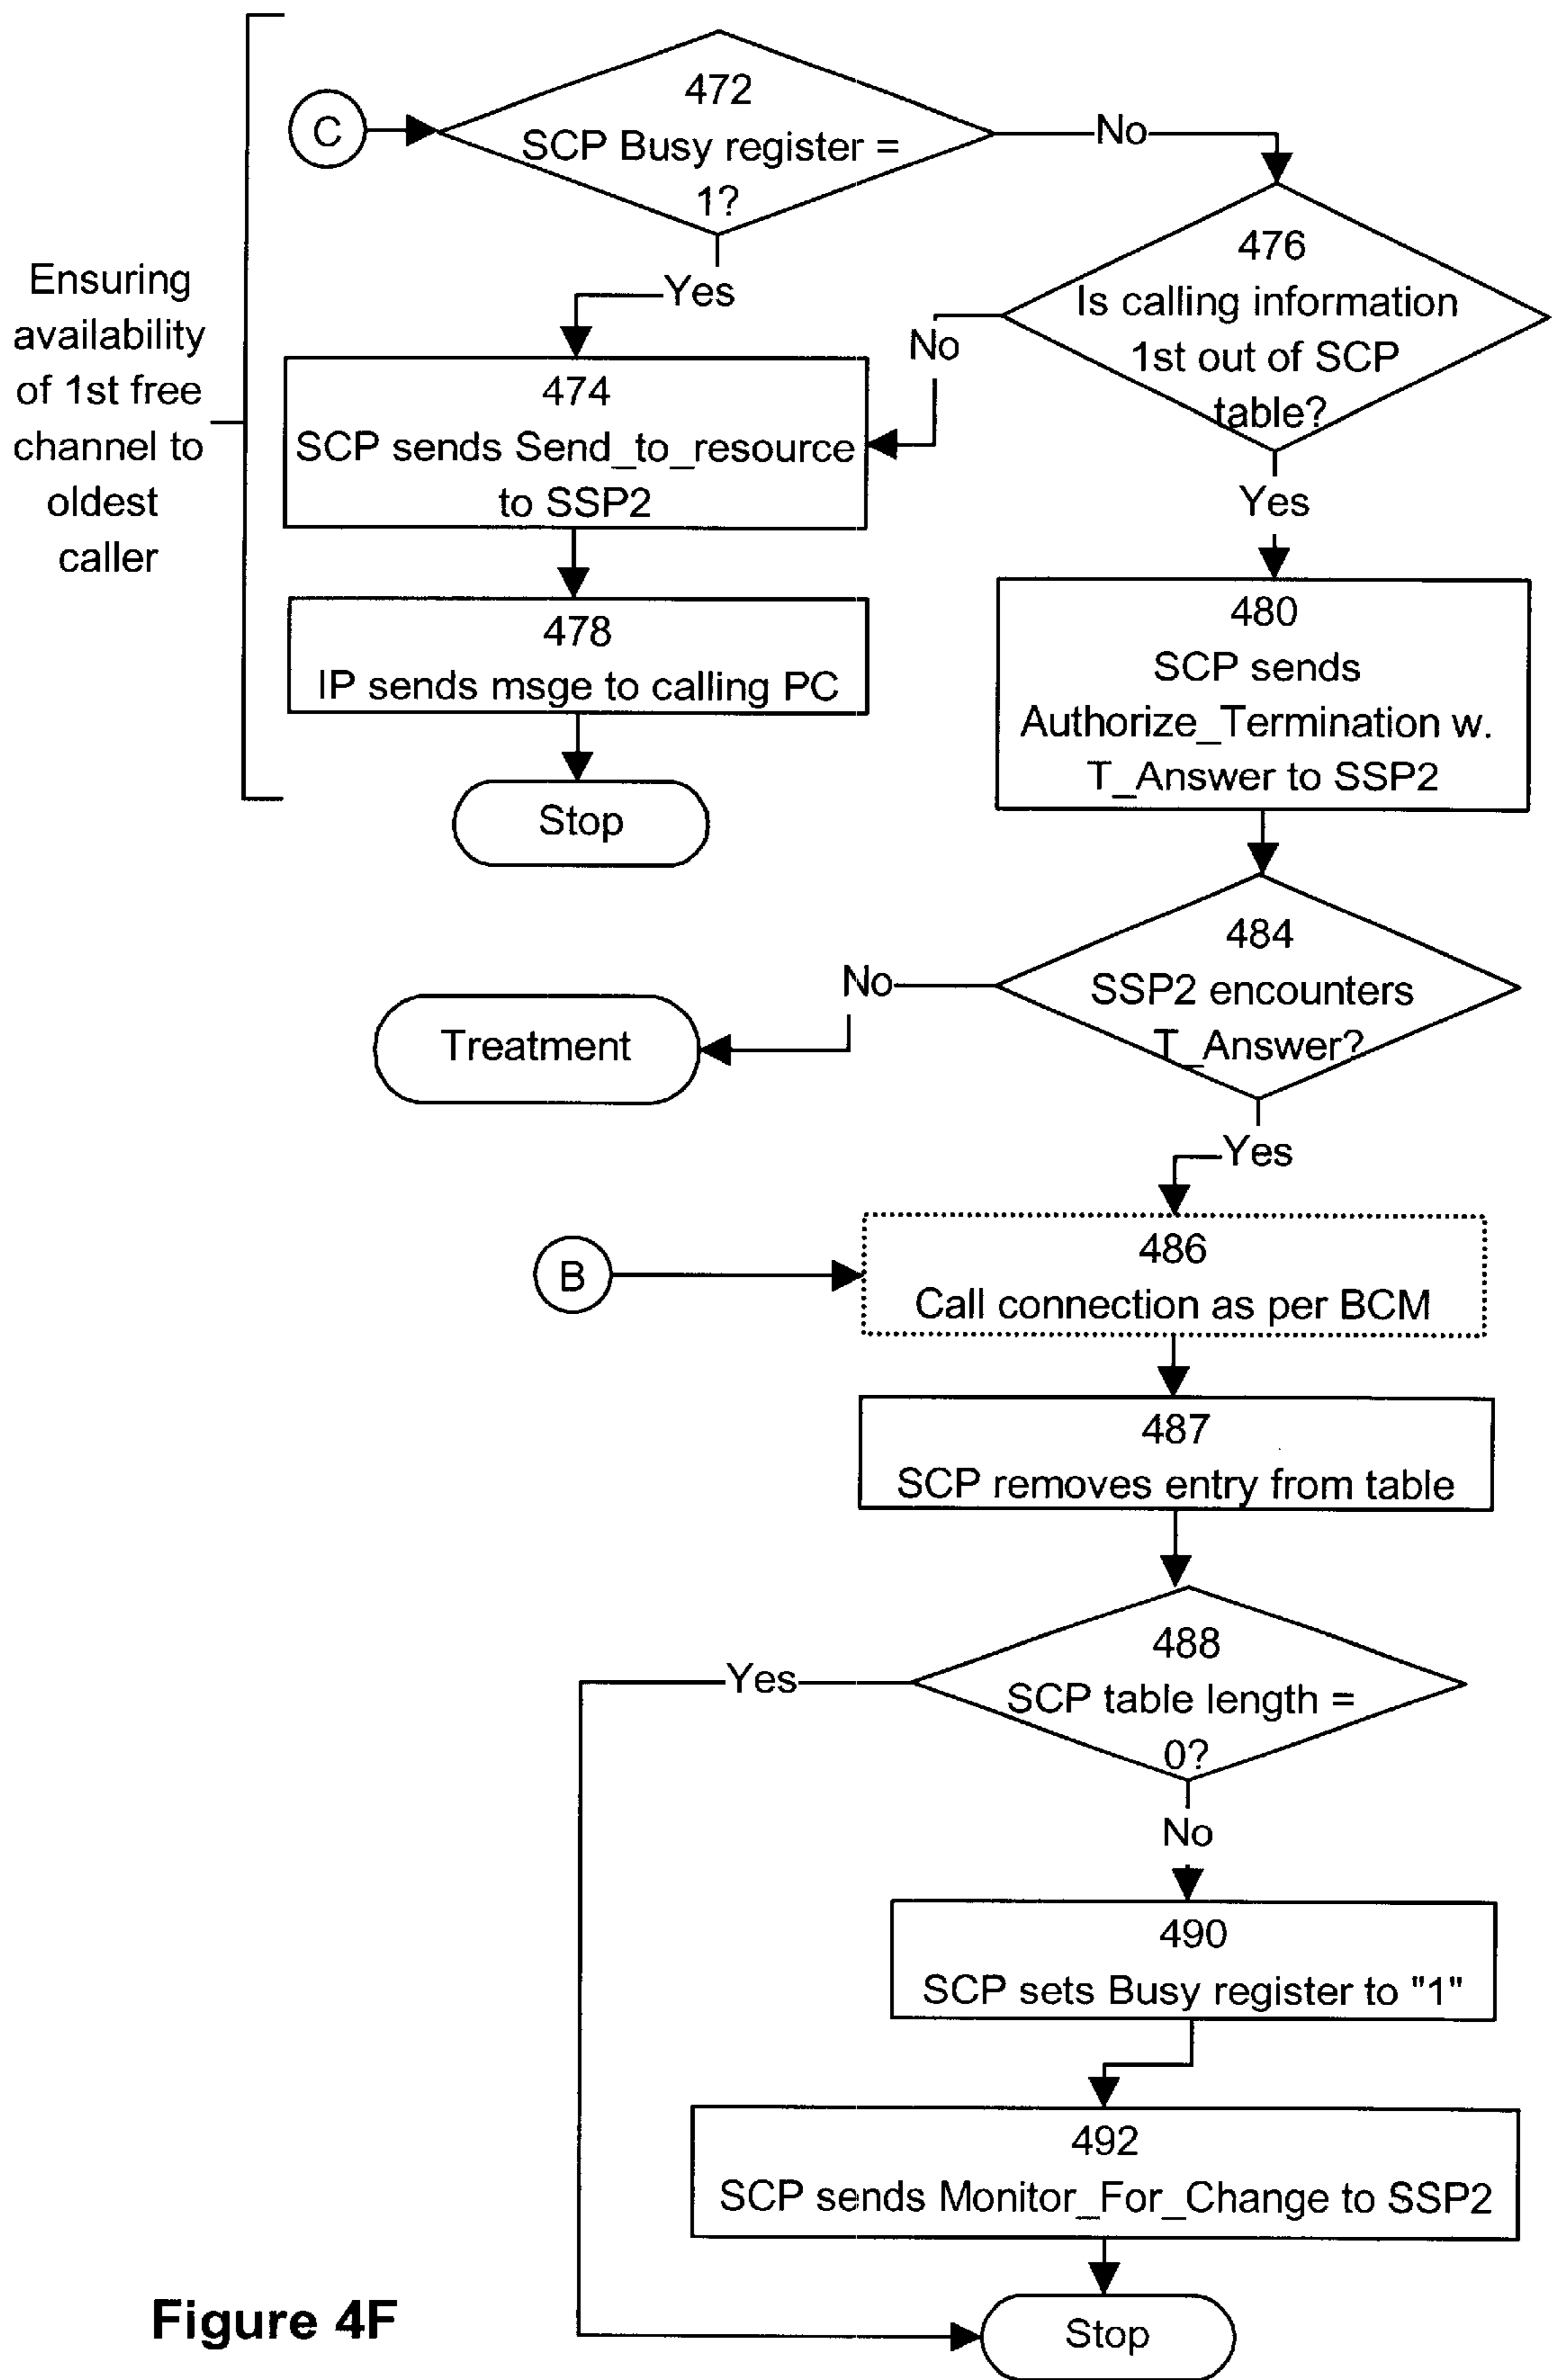 Ensuring
availability
of 1st free
channel to
oldest
caller
C
472
SCP Busy register =
1?
No
Yes
476
Is calling information
1st out of SCP
table?
No
Yes
474
SCP sends Send_to_resource
to SSP2
478
IP sends msge to calling PC
Stop
480
SCP sends
Authorize_Termination w.
T_Answer to SSP2
484
SSP2 encounters
T_Answer?
No
Treatment
Yes
B
486
Call connection as per BCM
487
SCP removes entry from table
488
SCP table length =
0?
Yes
No
490
SCP sets Busy register to "1"
492
SCP sends Monitor_For_Change to SSP2
Stop
Figure 4F